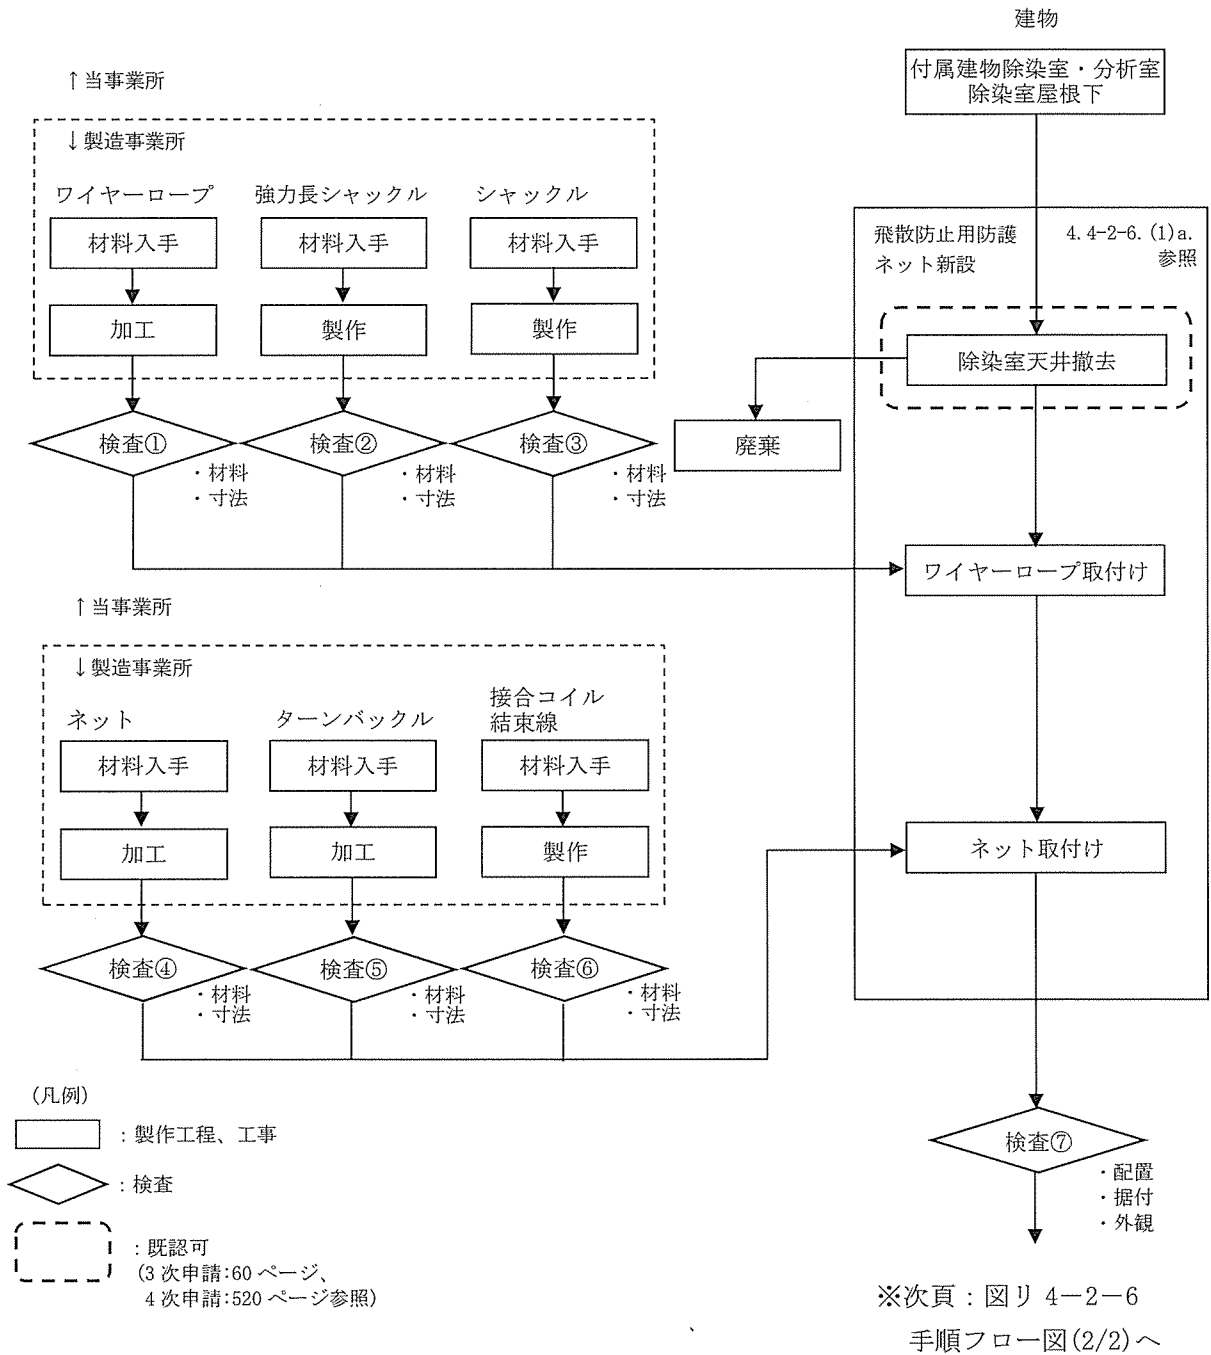 建物
付属建物除染室・分析室
除染室屋根下
↑当事業所
↓製造事業所
ワイヤーロープ
強力長シャックル
シャックル
材料入手
材料入手
材料入手
加工
製作
製作
検査①
・材料
・寸法
検査②
・材料
・寸法
検査③
・材料
・寸法
飛散防止用防護
ネット新設
4.4-2-6.(1)a.
参照
除染室天井撤去
廃棄
ワイヤーロープ取付け
↑当事業所
↓製造事業所
ネット
ターンバックル
接合コイル
結束線
材料入手
材料入手
材料入手
加工
加工
製作
検査④
・材料
・寸法
検査⑤
・材料
・寸法
検査⑥
・材料
・寸法
ネット取付け
検査⑦
・配置
・据付
・外観
(凡例)
：製作工程、工事
：検査
：既認可
(3次申請:60ページ、
4次申請:520ページ参照)
※次頁：図リ 4－2－6
手順フロー図(2/2)へ